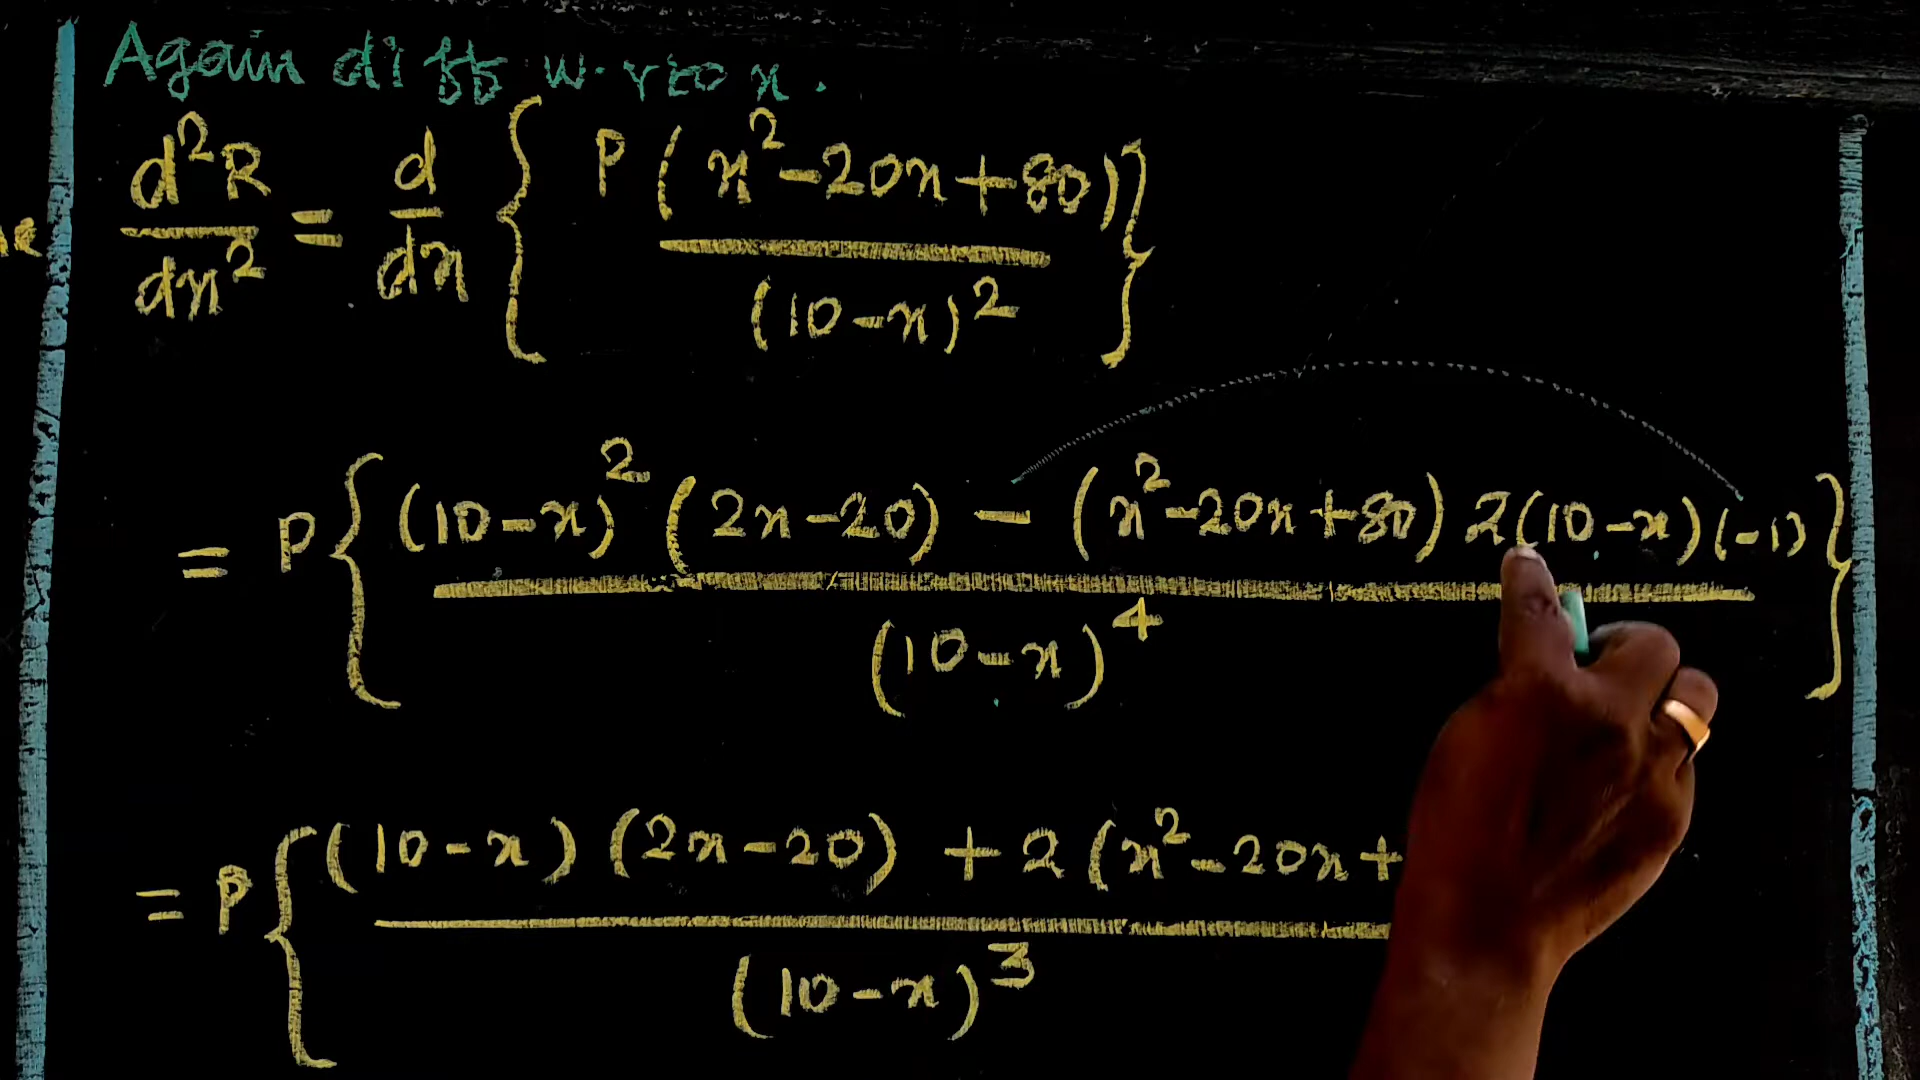 Again diff w.r to x.
d²R/dx² = d/dx { P(x²-20x+80) / (10-x)² }
= P{ (10-x)² (2x-20) - (x²-20x+80) 2(10-x)(-1) / (10-x)⁴ }
= P{ (10-x) (2x-20) + 2(x²-20x+ / (10-x)³